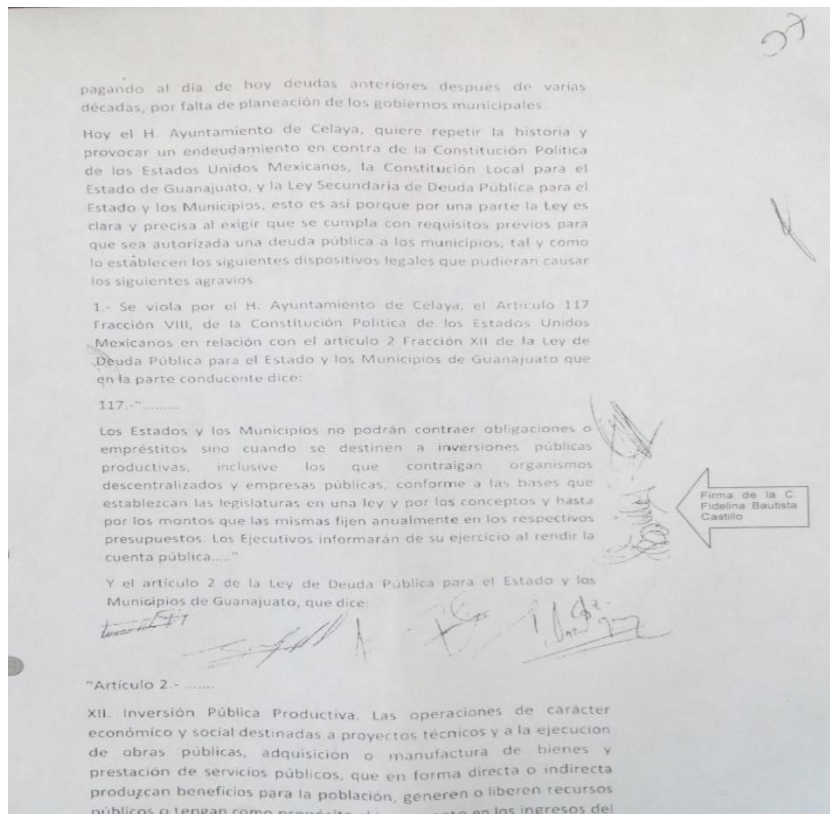 pagando al día de hoy deudas anteriores después de varias
décadas, por falta de planeación de los gobiernos municipales.
Hoy el H. Ayuntamiento de Celaya, quiere repetir la historia y
provocar un endeudamiento en contra de la Constitución Política
de los Estados Unidos Mexicanos, la Constitución Local para el
Estado de Guanajuato, y la Ley Secundaria de Deuda Pública para el
Estado y los Municipios, esto es así porque por una parte la Ley es
clara y precisa al exigir que se cumpla con requisitos previos para
que sea autorizada una deuda pública a los municipios, tal y como
lo establecen los siguientes dispositivos legales que pudieran causar
los siguientes agravios
1.- Se viola por el H. Ayuntamiento de Celaya, el Artículo 117
Fracción VIII, de la Constitución Política de los Estados Unidos
Mexicanos en relación con el artículo 2 Fracción XII de la Ley de
Deuda Pública para el Estado y los Municipios de Guanajuato que
en la parte conducente dice:
117.-"..........
Los Estados y los Municipios no podrán contraer obligaciones o
empréstitos sino cuando se destinen a inversiones públicas
productivas, inclusive los que contraigan organismos
descentralizados y empresas públicas, conforme a las bases que
establezcan las legislaturas en una ley y por los conceptos y hasta
por los montos que las mismas fijen anualmente en los respectivos
presupuestos. Los Ejecutivos informarán de su ejercicio al rendir la
cuenta pública....."
Firma de la C.
Fidelina Bautista
Castillo
Y el artículo 2 de la Ley de Deuda Pública para el Estado y los
Municipios de Guanajuato, que dice:
"Artículo 2.- .......
XII. Inversión Pública Productiva. Las operaciones de carácter
económico y social destinadas a proyectos técnicos y a la ejecución
de obras públicas, adquisición o manufactura de bienes y
prestación de servicios públicos, que en forma directa o indirecta
produzcan beneficios para la población, generen o liberen recursos
públicos o tengan como en los ingresos del